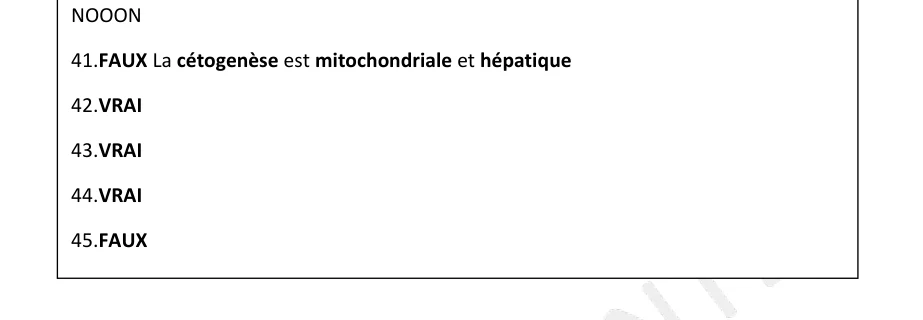 NOOON
41.FAUX La cétogenèse est mitochondriale et hépatique
42.VRAI
43.VRAI
44.VRAI
45.FAUX